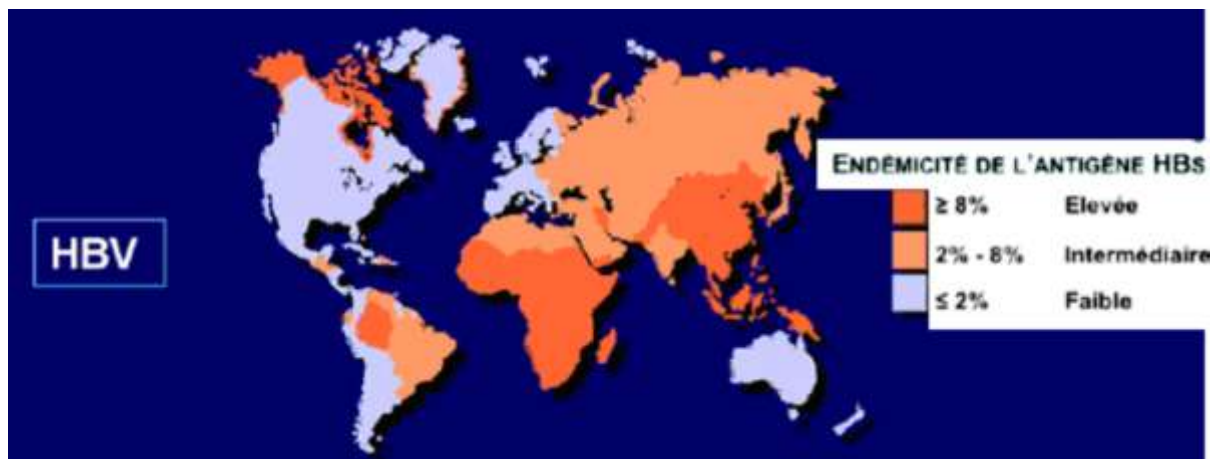 HBV
ENDÉMICITÉ DE L'ANTIGÈNE HBS
≥ 8% Elevée
2% - 8% Intermédiaire
≤ 2% Faible